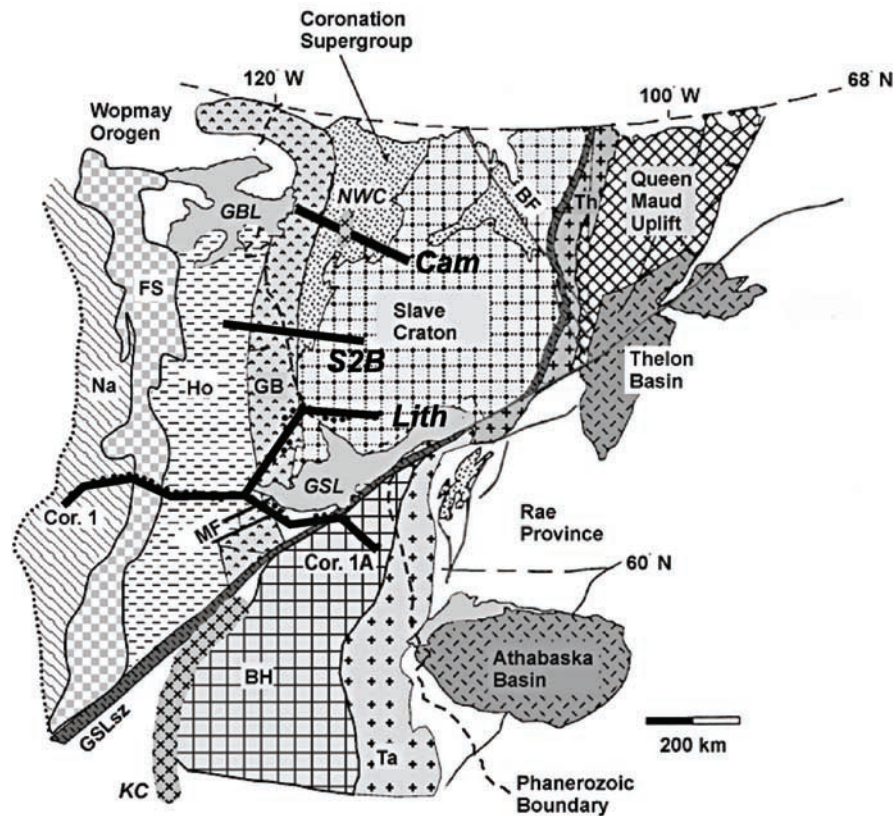 Coronation
Supergroup
120° W
100° W
68° N
Wopmay
Orogen
GBL
NWC
BF
Th
Queen
Maud
Uplift
Cam
FS
Slave
Craton
S2B
Thelon
Basin
Na
Ho
GB
Lith
GSL
Cor. 1
MF
Cor. 1A
Rae
Province
60° N
BH
Athabaska
Basin
GSLsz
Ta
200 km
KC
Phanerozoic
Boundary